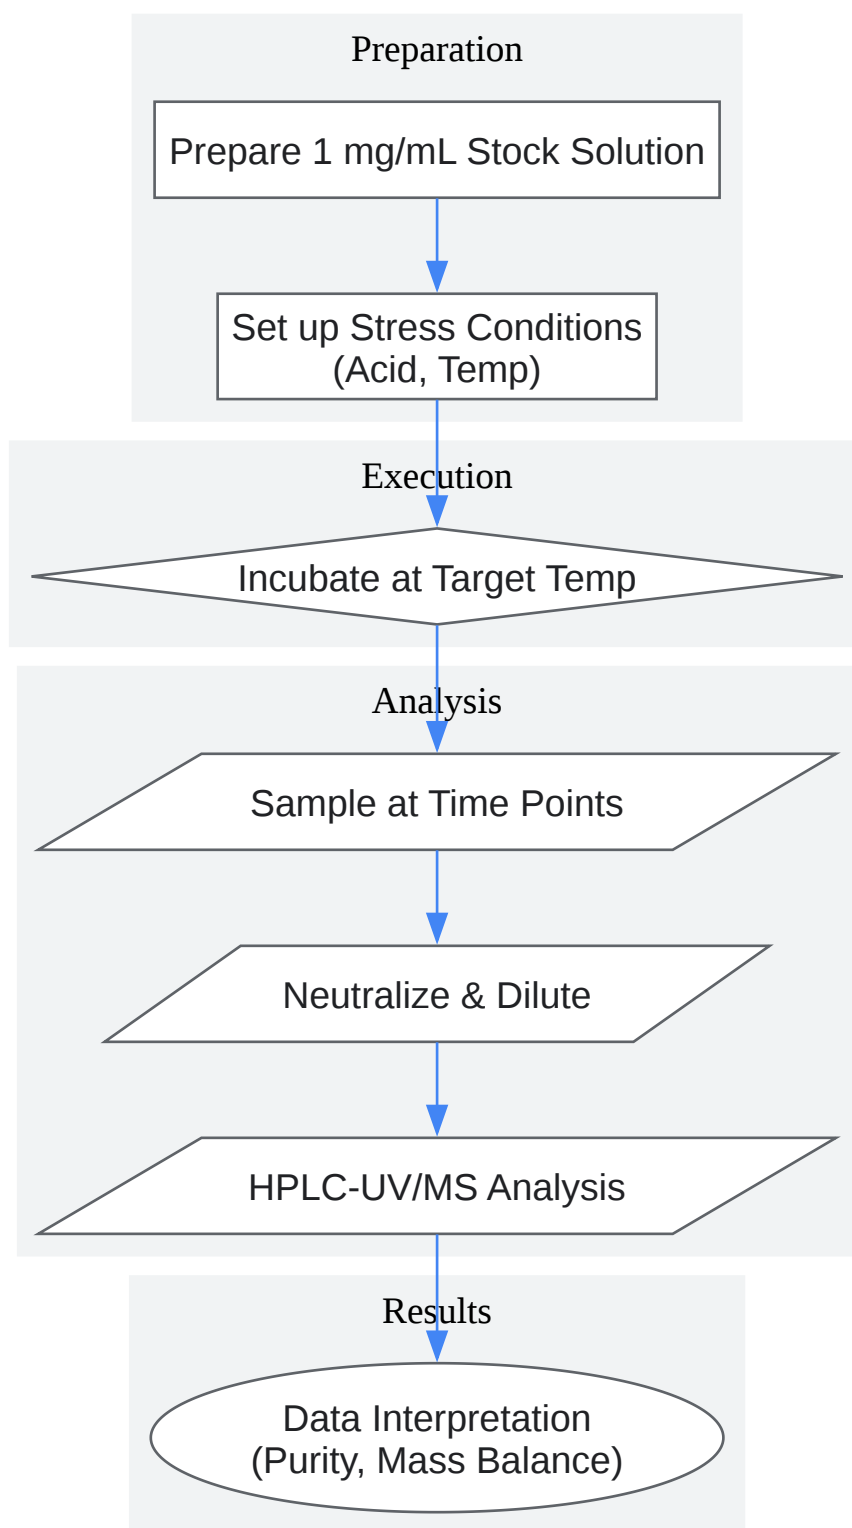 Preparation
Prepare 1 mg/mL Stock Solution
Set up Stress Conditions
(Acid, Temp)
Execution
Incubate at Target Temp
Analysis
Sample at Time Points
Neutralize & Dilute
HPLC-UV/MS Analysis
Results
Data Interpretation
(Purity, Mass Balance)